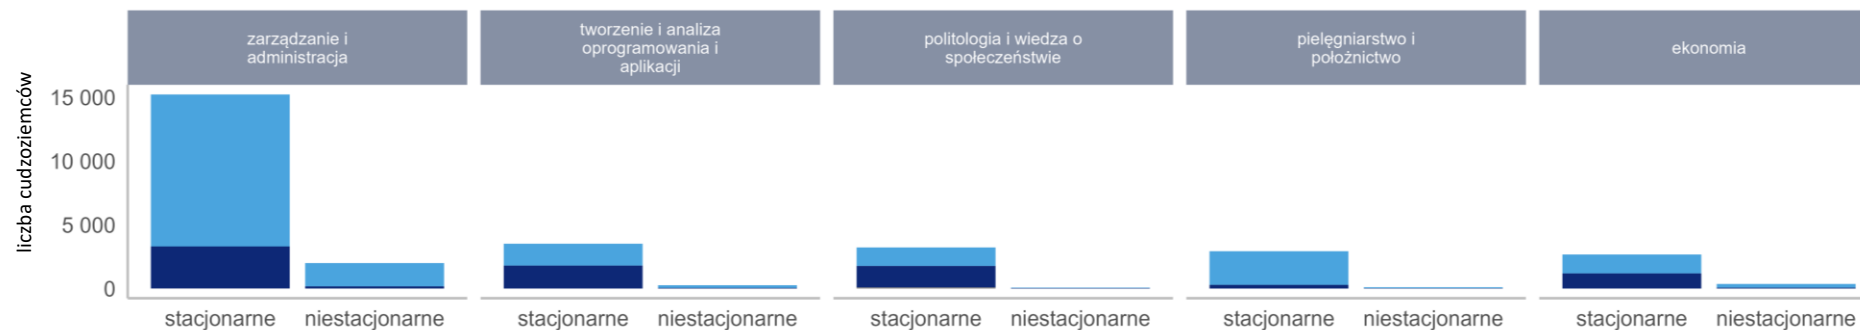 zarządzanie i
administracja
tworzenie i analiza
oprogramowania i
aplikacji
politologia i wiedza o
społeczeństwie
pielęgniarstwo i
położnictwo
ekonomia
liczba cudzoziemców
15 000
10 000
5 000
0
stacjonarne niestacjonarne stacjonarne niestacjonarne stacjonarne niestacjonarne stacjonarne niestacjonarne stacjonarne niestacjonarne